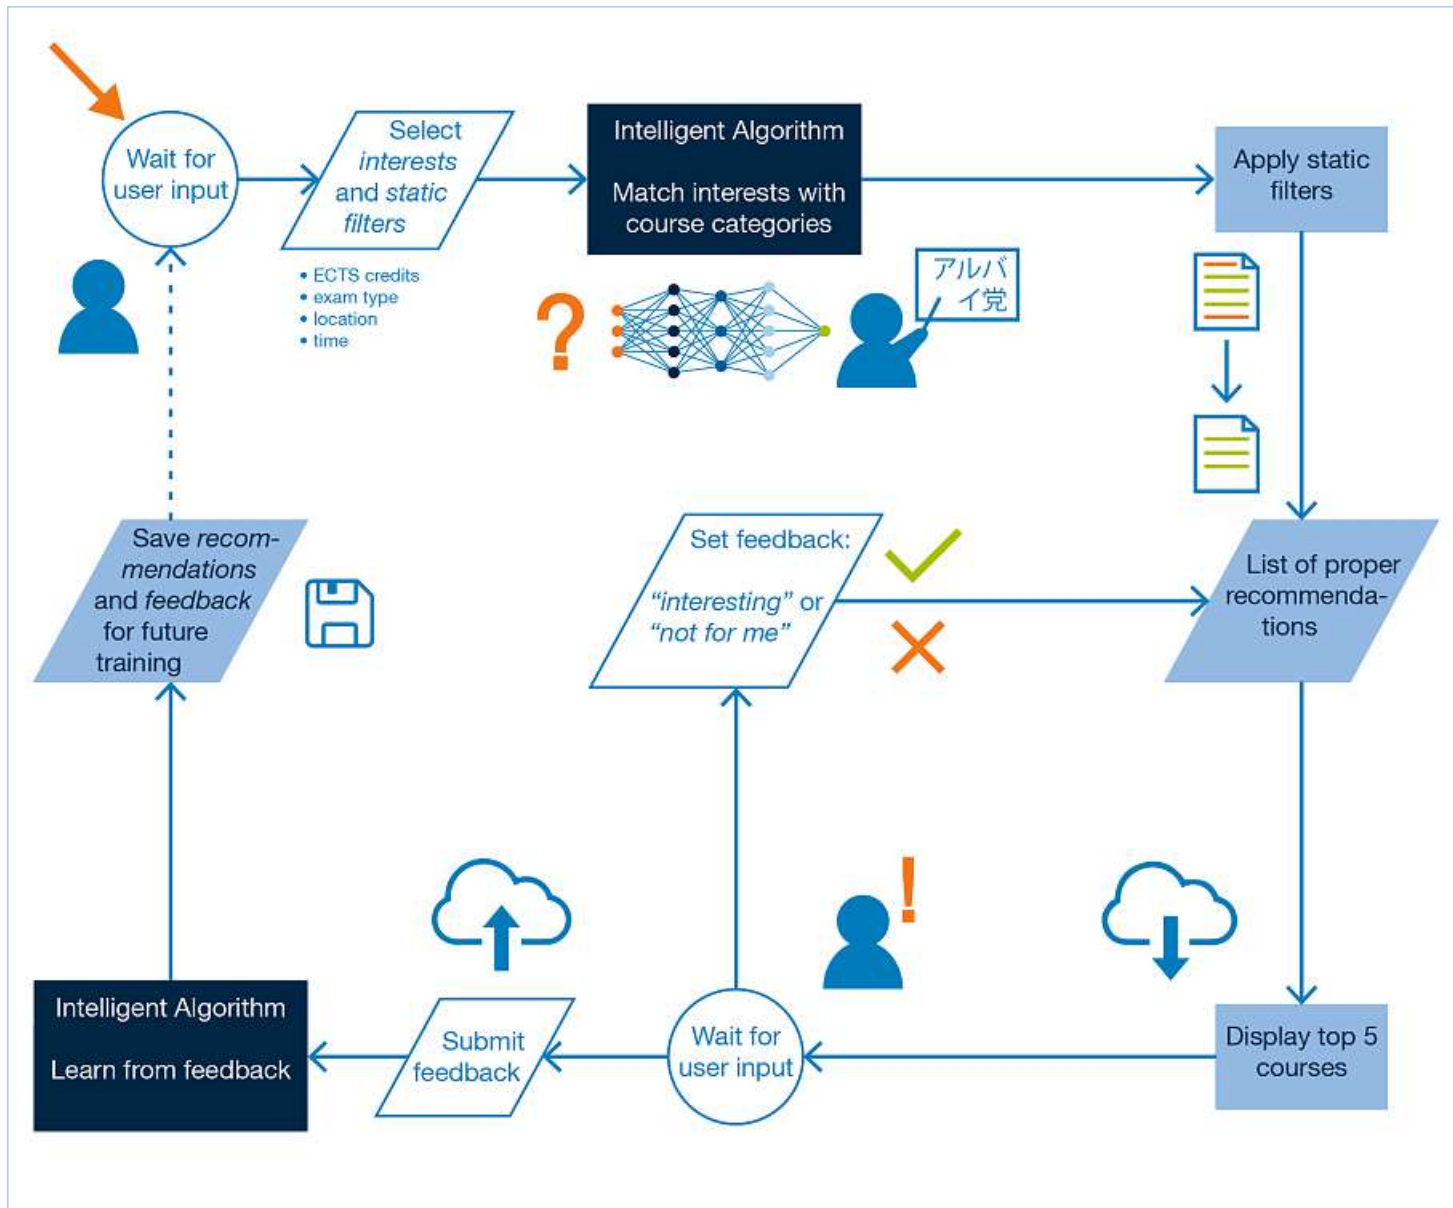 Wait for
user input
Select
interests
and static
filters
• ECTS credits
• exam type
• location
• time
Intelligent Algorithm
Match interests with
course categories
アルバ
イ党
Apply static
filters
List of proper
recommenda-
tions
Set feedback:
"interesting" or
"not for me"
Save recom-
mendations
and feedback
for future
training
Intelligent Algorithm
Learn from feedback
Submit
feedback
Wait for
user input
Display top 5
courses